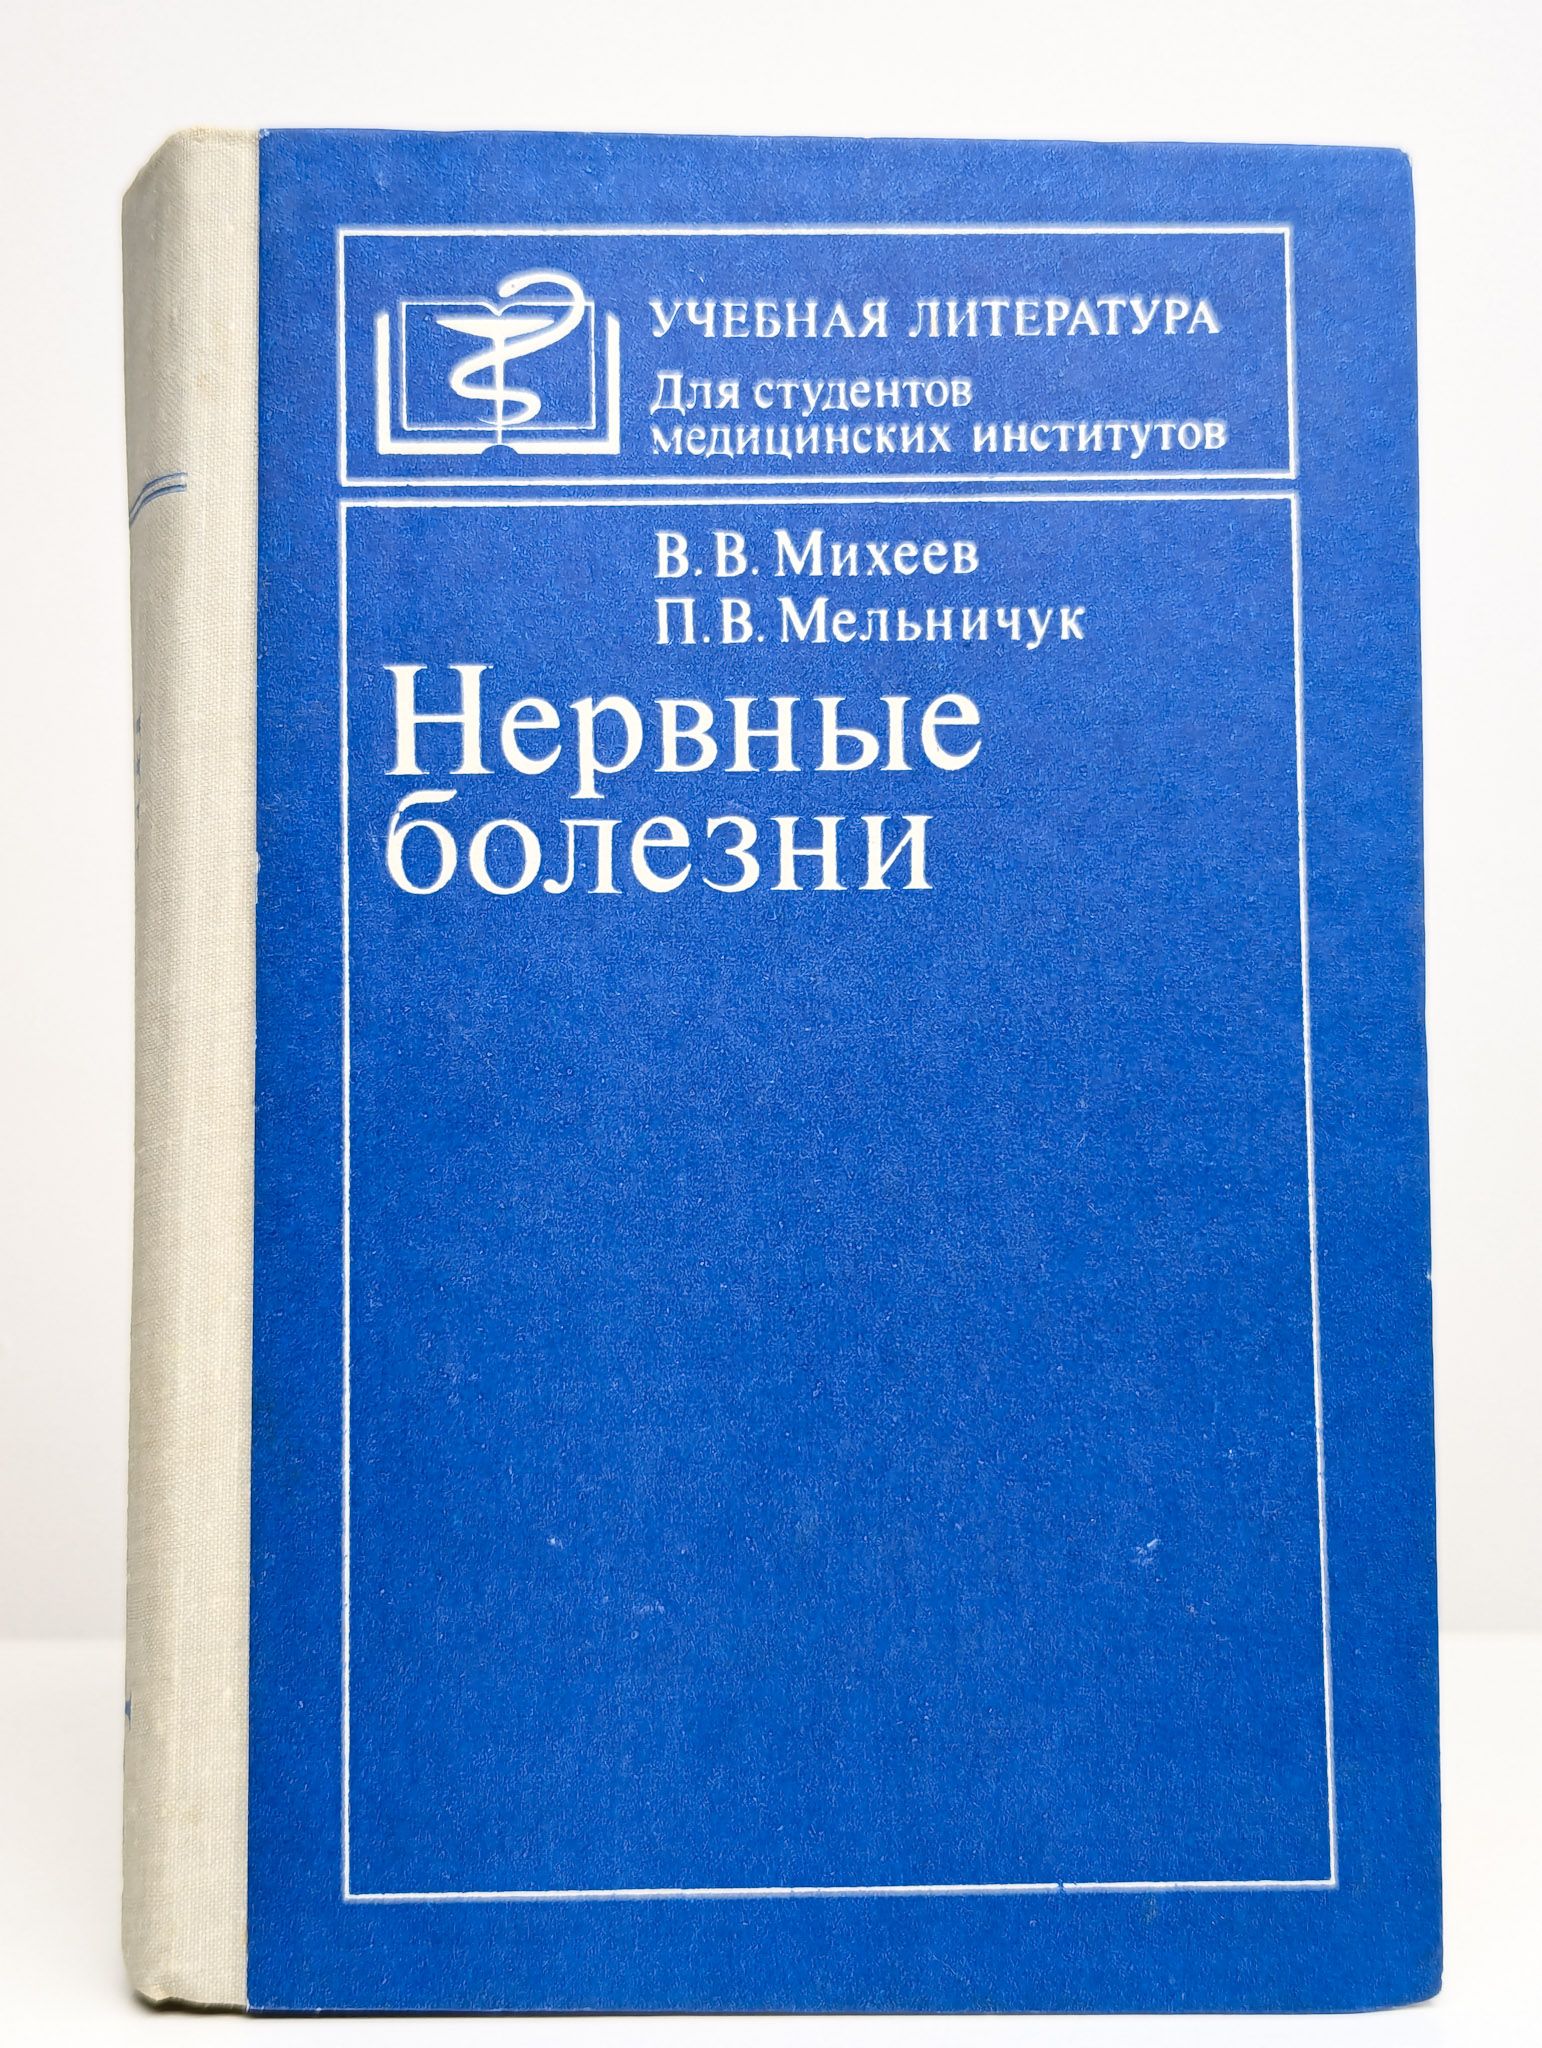 УЧЕБНАЯ ЛИТЕРАТУРА
Для студентов
медицинских институтов
В. В. Михеев
П. В. Мельничук
Нервные
болезни